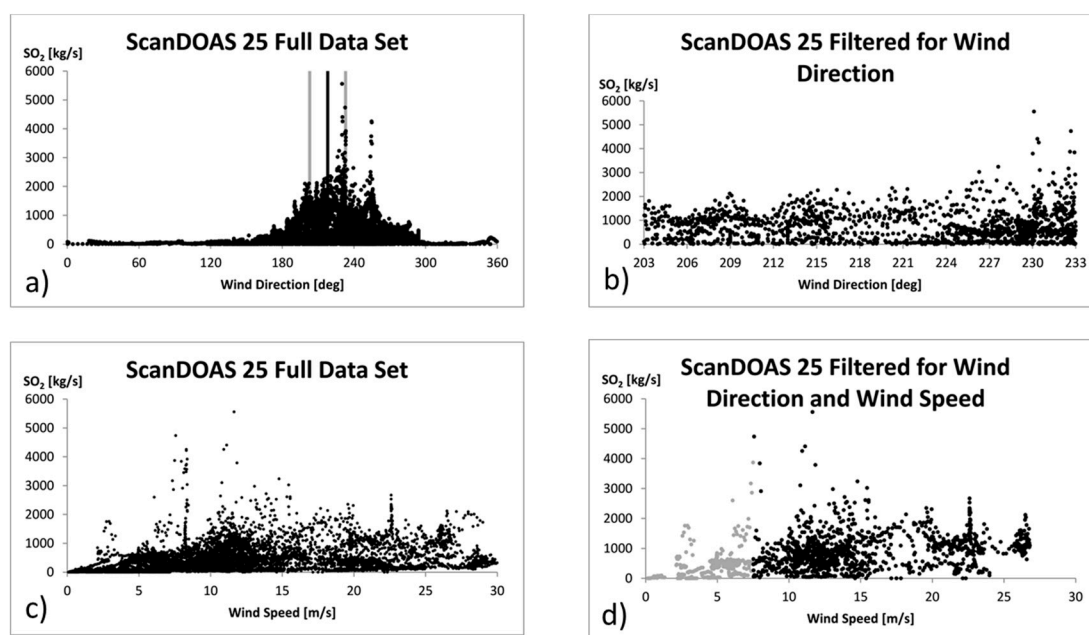 ScanDOAS 25 Full Data Set
SO₂ [kg/s]
6000
5000
4000
3000
2000
1000
0
0 60 120 180 240 300 360
Wind Direction [deg]
a)
ScanDOAS 25 Filtered for Wind
Direction
SO₂ [kg/s]
6000
5000
4000
3000
2000
1000
0
203 206 209 212 215 218 221 224 227 230 233
Wind Direction [deg]
b)
ScanDOAS 25 Full Data Set
SO₂ [kg/s]
6000
5000
4000
3000
2000
1000
0
0 5 10 15 20 25 30
Wind Speed [m/s]
c)
ScanDOAS 25 Filtered for Wind
Direction and Wind Speed
SO₂ [kg/s]
6000
5000
4000
3000
2000
1000
0
0 5 10 15 20 25 30
Wind Speed [m/s]
d)